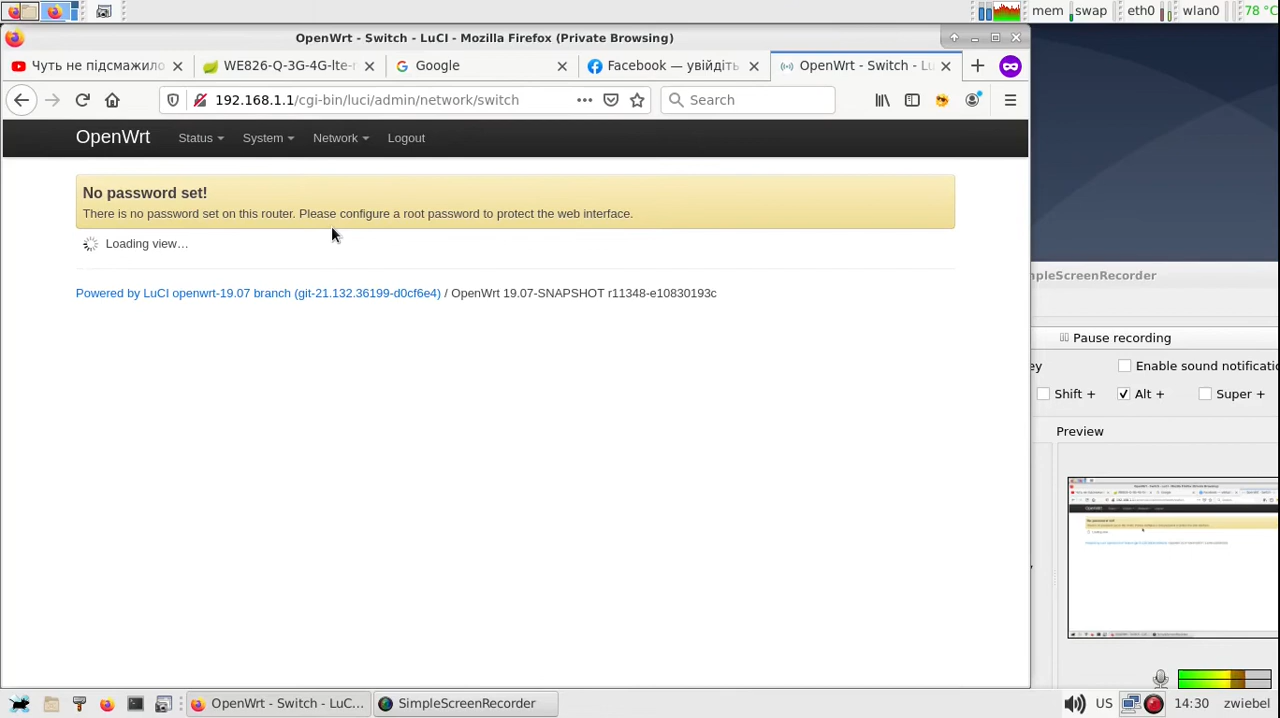 mem swap eth0 wlan0 78 °C
OpenWrt - Switch - LuCI - Mozilla Firefox (Private Browsing)
Чуть не підсмажило
WE826-Q-3g-4g-lte-r
Google
Facebook — увійдіть
OpenWrt - Switch - Lu
192.168.1.1/cgi-bin/luci/admin/network/switch
Search
OpenWrt Status System Network Logout
No password set!
There is no password set on this router. Please configure a root password to protect the web interface.
Loading view…
Powered by LuCI openwrt-19.07 branch (git-21.132.36199-d0cf6e4) / OpenWrt 19.07-SNAPSHOT r11348-e10830193c
mpleScreenRecorder
Pause recording
ey Enable sound notificatio
Shift + Alt + Super +
Preview
OpenWrt - Switch - LuC...
SimpleScreenRecorder
US 14:30 zwiebel